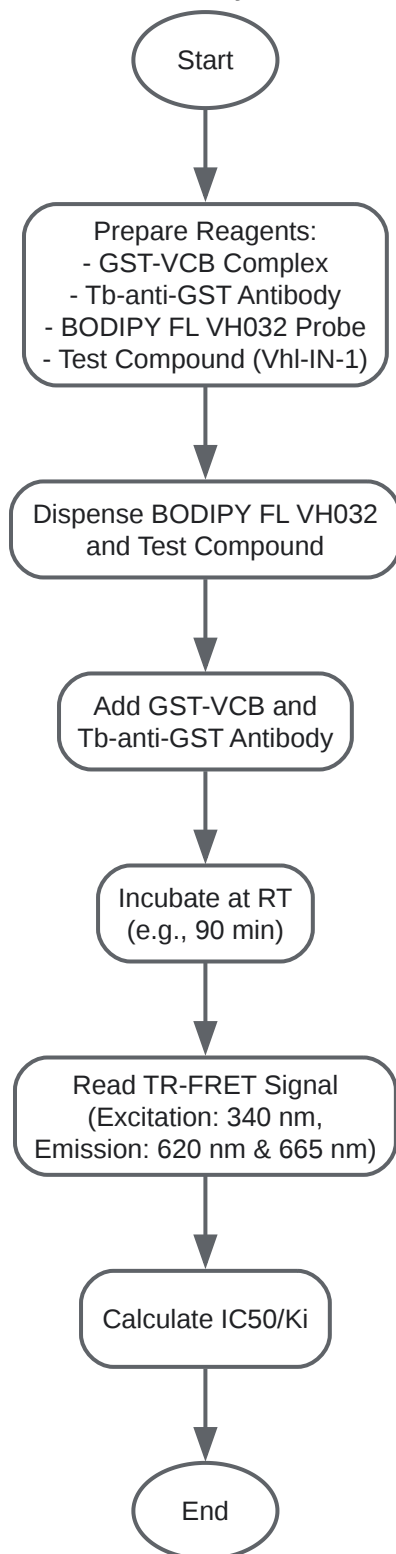 Start
Prepare Reagents:
- GST-VCB Complex
- Tb-anti-GST Antibody
- BODIPY FL VH032 Probe
- Test Compound (Vhl-IN-1)
Dispense BODIPY FL VH032
and Test Compound
Add GST-VCB and
Tb-anti-GST Antibody
Incubate at RT
(e.g., 90 min)
Read TR-FRET Signal
(Excitation: 340 nm,
Emission: 620 nm & 665 nm)
Calculate IC50/Ki
End